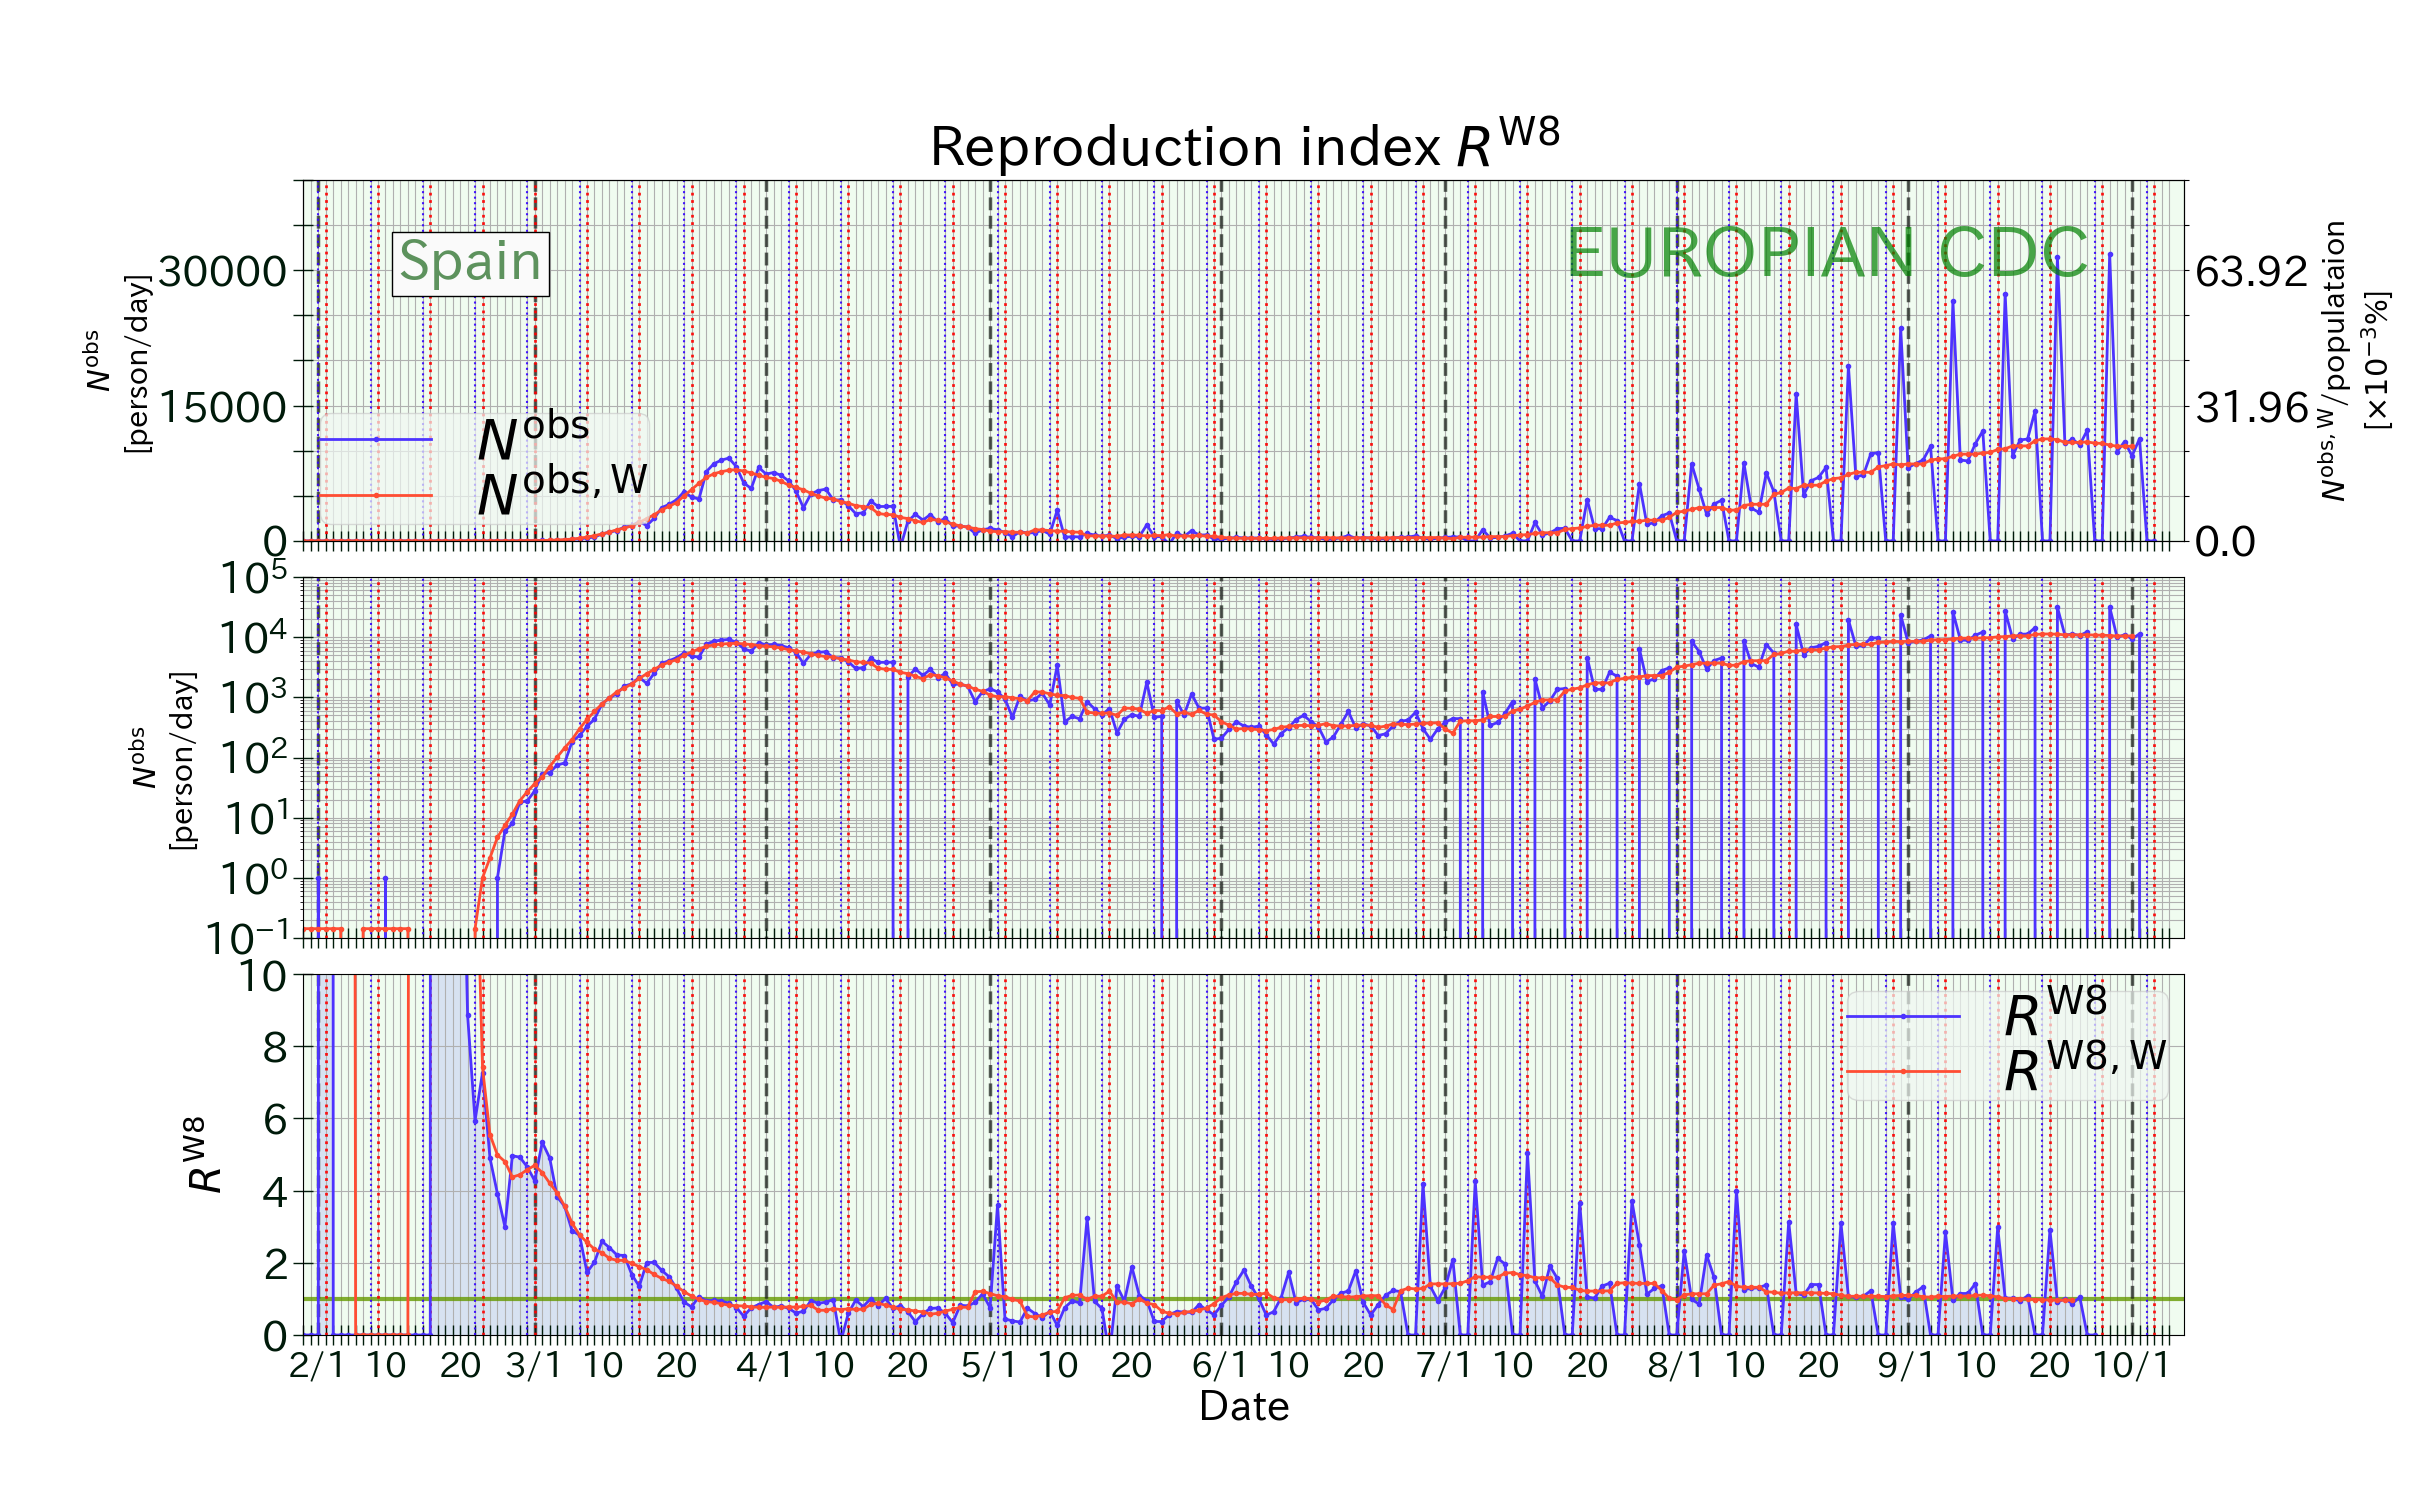 Reproduction index R^W8
Spain
EUROPIAN CDC
N^obs
[person/day]
30000
15000
0
N^obs
N^obs, W
63.92
31.96
0.0
N^obs, W/populataion
[×10^−3%]
N^obs
[person/day]
10^5
10^4
10^3
10^2
10^1
10^0
10^−1
R^W8
10
8
6
4
2
0
R^W8
R^W8, W
2/1 10 20 3/1 10 20 4/1 10 20 5/1 10 20 6/1 10 20 7/1 10 20 8/1 10 20 9/1 10 20 10/1
Date